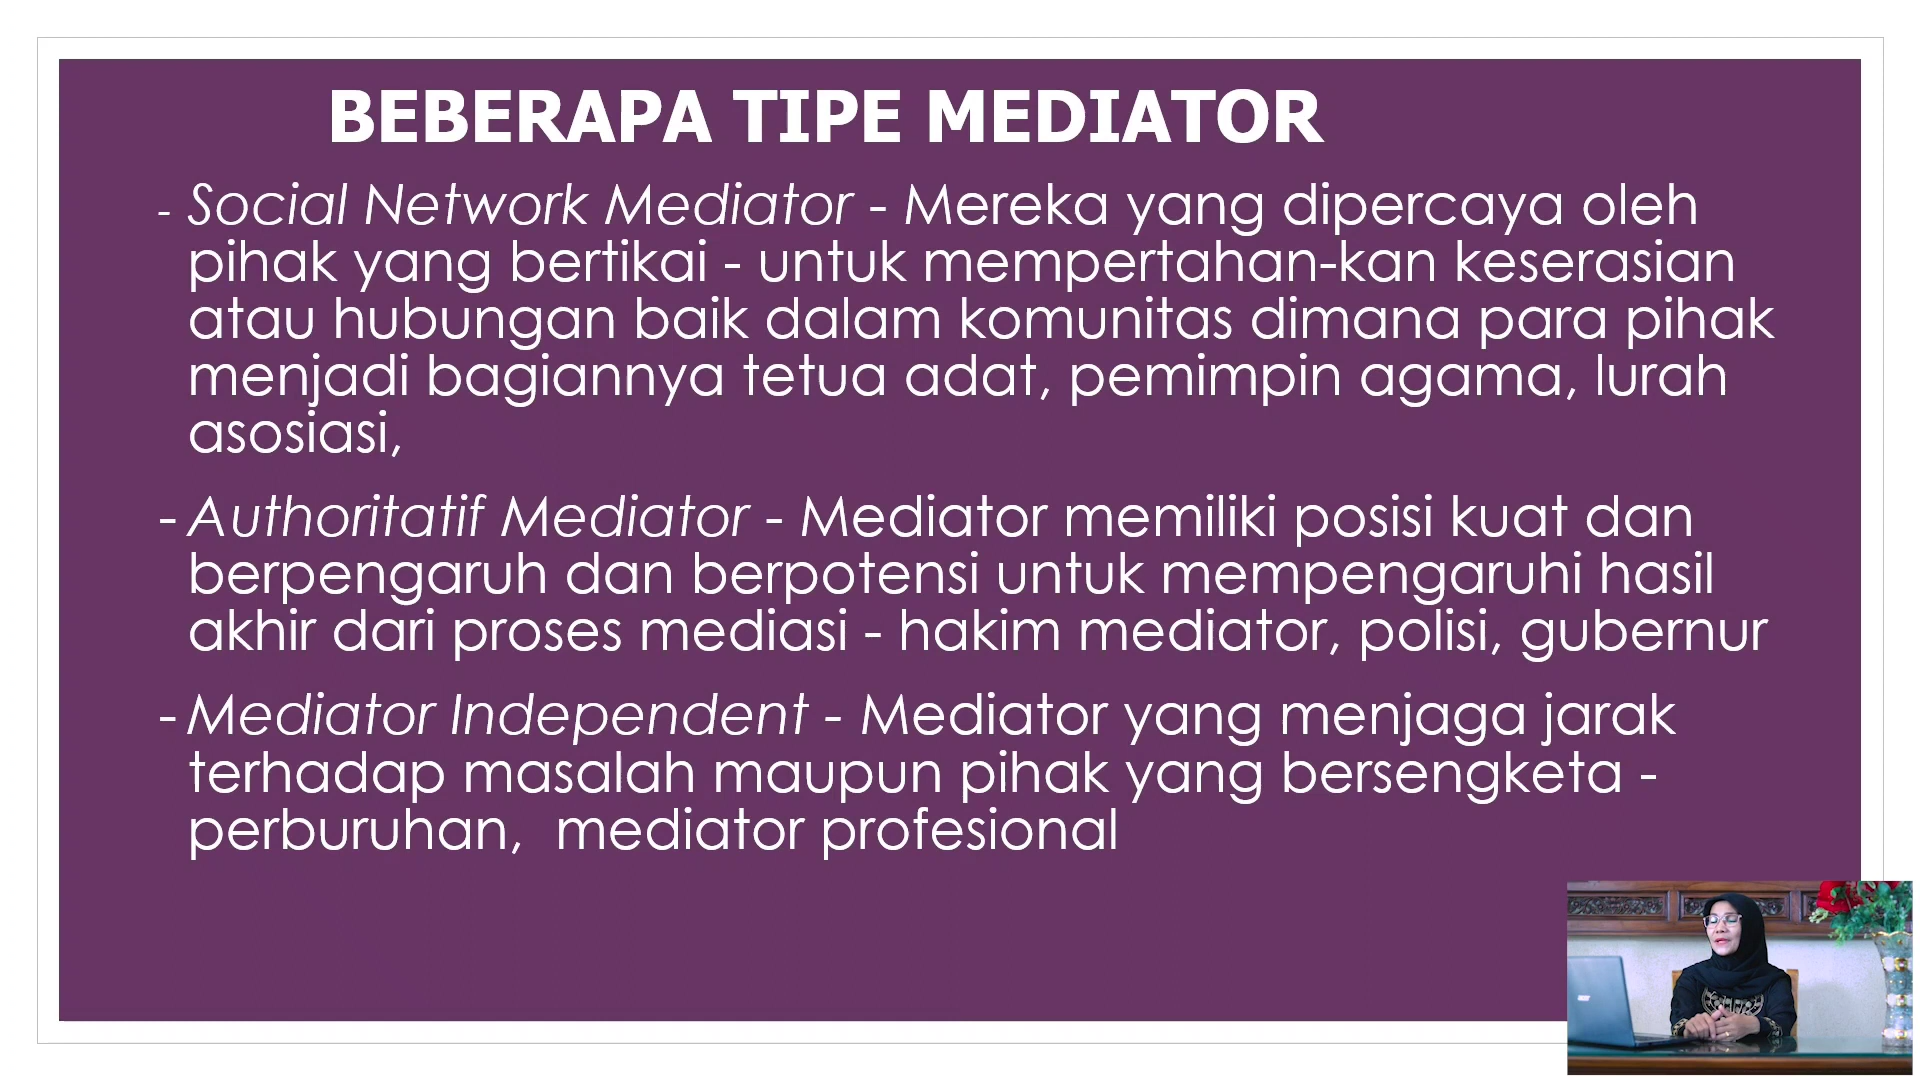 BEBERAPA TIPE MEDIATOR
- Social Network Mediator - Mereka yang dipercaya oleh
pihak yang bertikai - untuk mempertahan-kan keserasian
atau hubungan baik dalam komunitas dimana para pihak
menjadi bagiannya tetua adat, pemimpin agama, lurah
asosiasi,
- Authoritatif Mediator - Mediator memiliki posisi kuat dan
berpengaruh dan berpotensi untuk mempengaruhi hasil
akhir dari proses mediasi - hakim mediator, polisi, gubernur
- Mediator Independent - Mediator yang menjaga jarak
terhadap masalah maupun pihak yang bersengketa -
perburuhan,  mediator profesional